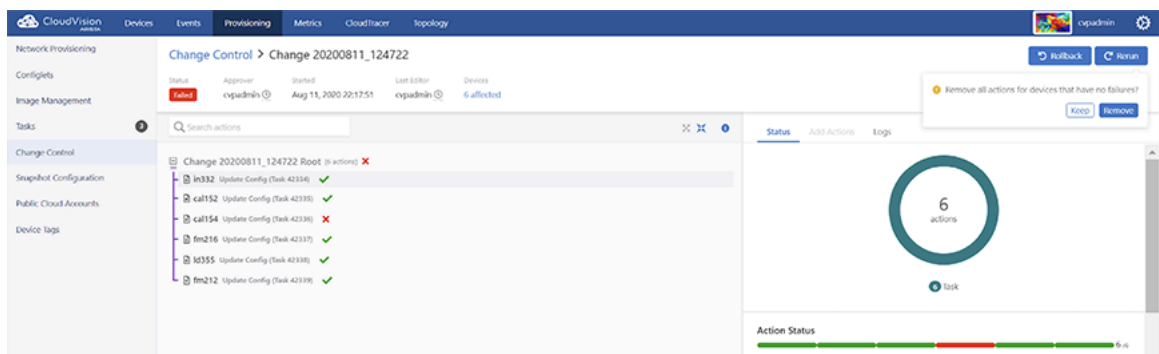 CloudVision
ARISTA
Devices
Events
Provisioning
Metrics
CloudTracer
Topology
cvpadmin
Network Provisioning
Configlets
Image Management
Tasks
3
Change Control
Snapshot Configuration
Public Cloud Accounts
Device Tags
Change Control > Change 20200811_124722
Rollback
Rerun
Status
Approver
Started
Last Editor
Devices
Failed
cvpadmin
Aug 11, 2020 22:17:51
cvpadmin
6 affected
Remove all actions for devices that have no failures?
Keep
Remove
Search actions
Status
Add Actions
Logs
Change 20200811_124722 Root (6 actions)
in332 Update Config (Task 42334)
cal152 Update Config (Task 42335)
cal154 Update Config (Task 42336)
fm216 Update Config (Task 42337)
ld355 Update Config (Task 42338)
fm212 Update Config (Task 42339)
6
actions
6 Task
Action Status
6 /6